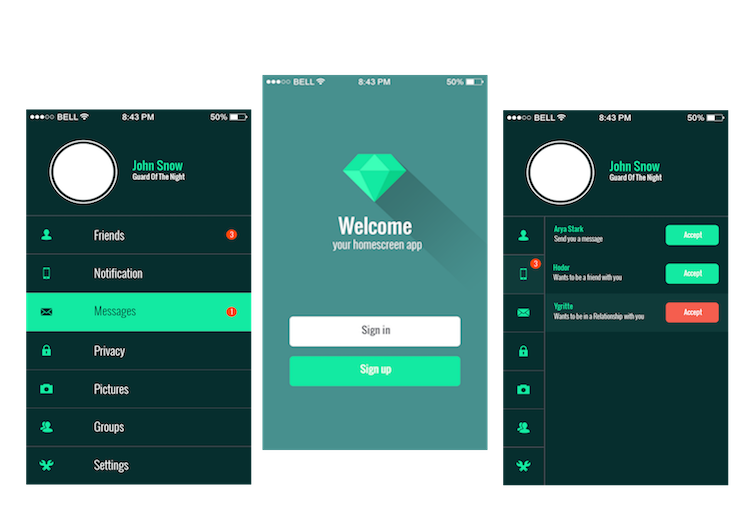 BELL 8:43 PM 50%
John Snow
Guard Of The Night
Friends 3
Notification
Messages 1
Privacy
Pictures
Groups
Settings
BELL 8:43 PM 50%
Welcome
your homescreen app
Sign in
Sign up
BELL 8:43 PM 50%
John Snow
Guard Of The Night
Arya Stark
Send you a message
Accept
3
Hodor
Wants to be a friend with you
Accept
Ygritte
Wants to be in a Relationship with you
Accept